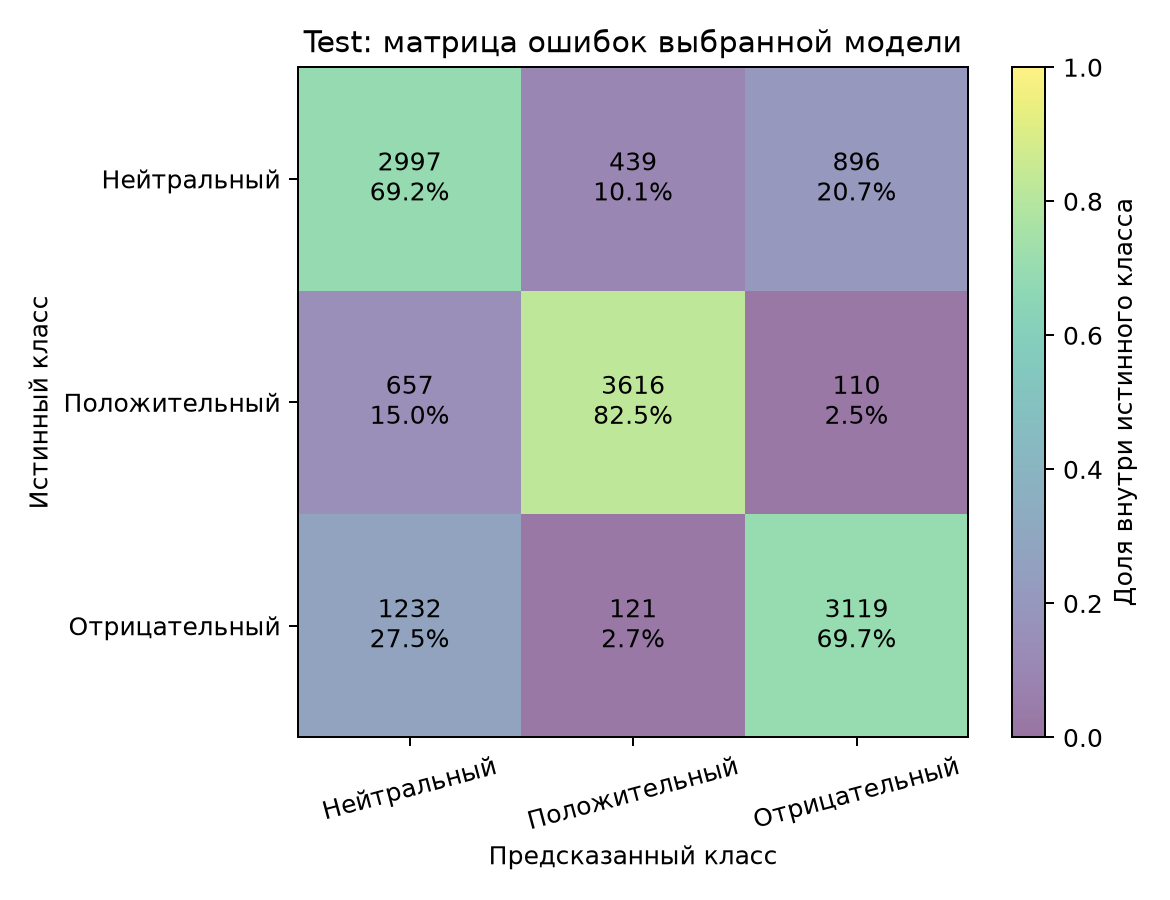 Test: матрица ошибок выбранной модели
Истинный класс
Нейтральный
2997
69.2%
439
10.1%
896
20.7%
Положительный
657
15.0%
3616
82.5%
110
2.5%
Отрицательный
1232
27.5%
121
2.7%
3119
69.7%
Нейтральный
Положительный
Отрицательный
Предсказанный класс
1.0
0.8
0.6
0.4
0.2
0.0
Доля внутри истинного класса